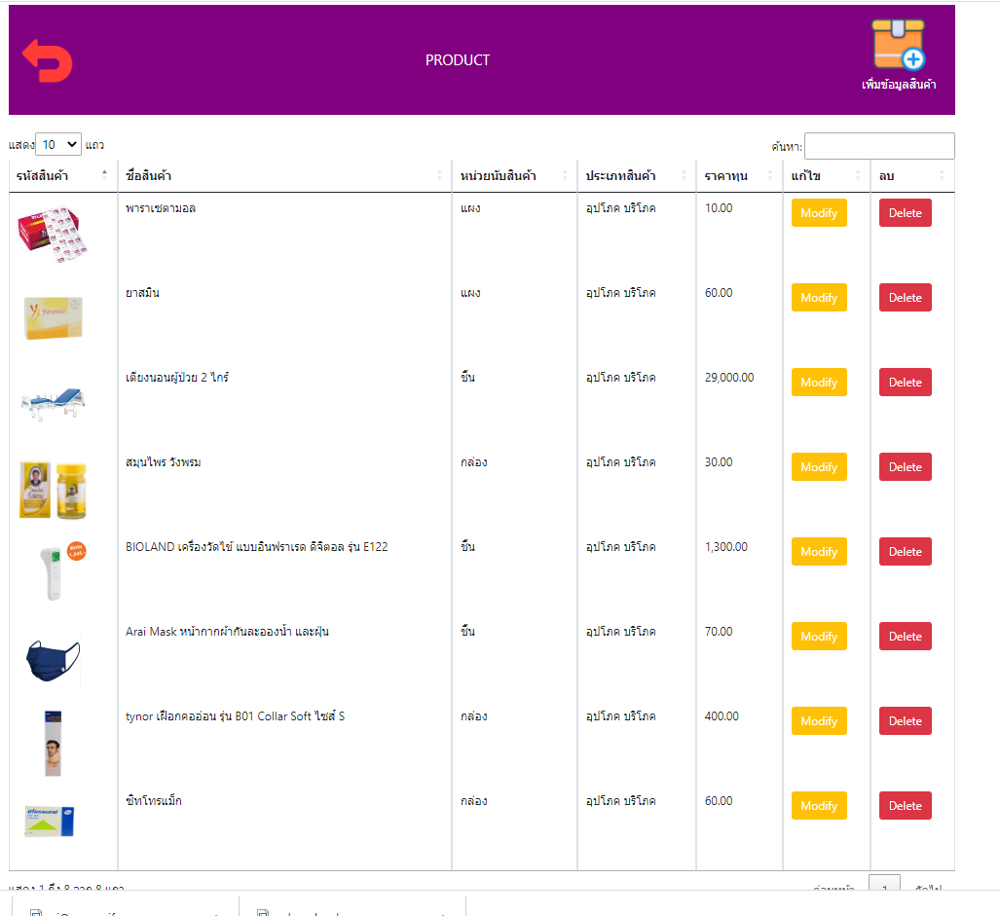 PRODUCT
เพิ่มข้อมูลสินค้า
แสดง 10 แถว
ค้นหา:
รหัสสินค้า ชื่อสินค้า หน่วยนับสินค้า ประเภทสินค้า ราคาทุน แก้ไข ลบ
พาราเซตามอล แผง อุปโภค บริโภค 10.00 Modify Delete
ยาสมิน แผง อุปโภค บริโภค 60.00 Modify Delete
Yasmin
เตียงนอนผู้ป่วย 2 ไกร์ ชิ้น อุปโภค บริโภค 29,000.00 Modify Delete
สมุนไพร วังพรม กล่อง อุปโภค บริโภค 30.00 Modify Delete
BIOLAND เครื่องวัดไข้ แบบอินฟราเรด ดิจิตอล รุ่น E122 ชิ้น อุปโภค บริโภค 1,300.00 Modify Delete
Arai Mask หน้ากากผ้ากันละอองน้ำ และฝุ่น ชิ้น อุปโภค บริโภค 70.00 Modify Delete
tynor เฝือกคออ่อน รุ่น B01 Collar Soft ไซส์ S กล่อง อุปโภค บริโภค 400.00 Modify Delete
ซิทโทรแม็ก กล่อง อุปโภค บริโภค 60.00 Modify Delete
แสดง 1 ถึง 8 จาก 8 แถว
ก่อนหน้า 1 ถัดไป